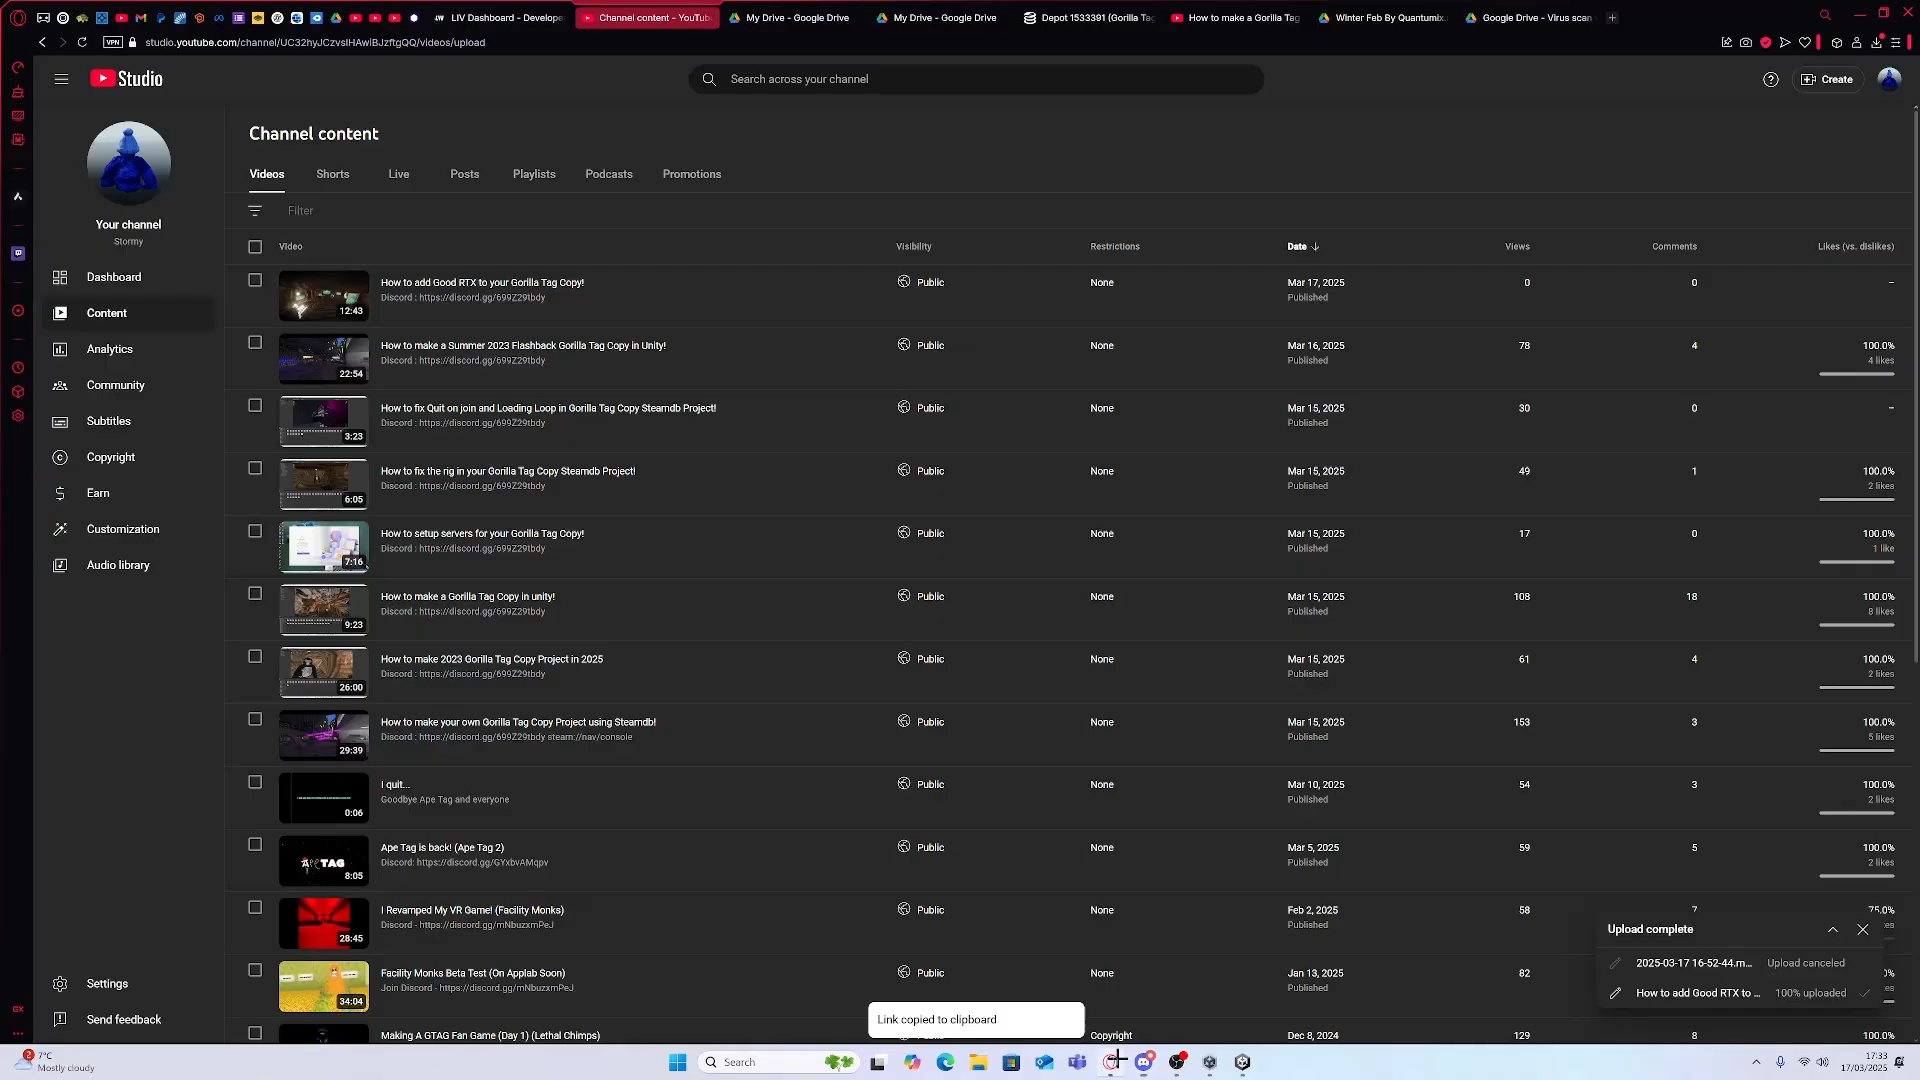 LIV Dashboard - Develope
Channel content - YouTub
My Drive - Google Drive
My Drive - Google Drive
Depot 1533391 (Gorilla Tag
How to make a Gorilla Tag
Winter Feb By Quantumix.
Google Drive - Virus scan
VPN
studio.youtube.com/channel/UC32hyJCzvsIHAwiBJzftgQQ/videos/upload
Studio
Search across your channel
Create
Channel content
Videos
Shorts
Live
Posts
Playlists
Podcasts
Promotions
Your channel
Stormy
Filter
Video
Visibility
Restrictions
Date
Views
Comments
Likes (vs. dislikes)
Dashboard
Content
Analytics
Community
Subtitles
Copyright
Earn
Customization
Audio library
Settings
Send feedback
How to add Good RTX to your Gorilla Tag Copy! Public None Mar 17, 2025 0 0 –
Discord : https://discord.gg/699Z29tbdy Published
12:43
How to make a Summer 2023 Flashback Gorilla Tag Copy in Unity! Public None Mar 16, 2025 78 4 100.0%
Discord : https://discord.gg/699Z29tbdy Published 4 likes
22:54
How to fix Quit on join and Loading Loop in Gorilla Tag Copy Steamdb Project! Public None Mar 15, 2025 30 0 –
Discord : https://discord.gg/699Z29tbdy Published
3:23
How to fix the rig in your Gorilla Tag Copy Steamdb Project! Public None Mar 15, 2025 49 1 100.0%
Discord : https://discord.gg/699Z29tbdy Published 2 likes
6:05
How to setup servers for your Gorilla Tag Copy! Public None Mar 15, 2025 17 0 100.0%
Discord : https://discord.gg/699Z29tbdy Published 1 like
7:16
How to make a Gorilla Tag Copy in unity! Public None Mar 15, 2025 108 18 100.0%
Discord : https://discord.gg/699Z29tbdy Published 8 likes
9:23
How to make 2023 Gorilla Tag Copy Project in 2025 Public None Mar 15, 2025 61 4 100.0%
Discord : https://discord.gg/699Z29tbdy Published 2 likes
26:00
How to make your own Gorilla Tag Copy Project using Steamdb! Public None Mar 15, 2025 153 3 100.0%
Discord : https://discord.gg/699Z29tbdy steam://nav/console Published 5 likes
29:39
I quit... Public None Mar 10, 2025 54 3 100.0%
Goodbye Ape Tag and everyone Published 2 likes
0:06
Ape Tag is back! (Ape Tag 2) Public None Mar 5, 2025 59 5 100.0%
Discord: https://discord.gg/GYxbvAMqpv Published 2 likes
TAG
8:05
I Revamped My VR Game! (Facility Monks) Public None Feb 2, 2025 58 7 75.0%
Discord - https://discord.gg/mNbuzxmPeJ Published
28:45
Facility Monks Beta Test (On Applab Soon) Public None Jan 13, 2025 82
Join Discord - https://discord.gg/mNbuzxmPeJ Published
34:04
Making A GTAG Fan Game (Day 1) (Lethal Chimps) Copyright Dec 8, 2024 129 8 100.0%
Upload complete
2025-03-17 16-52-44.m... Upload canceled
How to add Good RTX to ... 100% uploaded
Link copied to clipboard
GX
2
7°C
Mostly cloudy
Search
17:33
17/03/2025